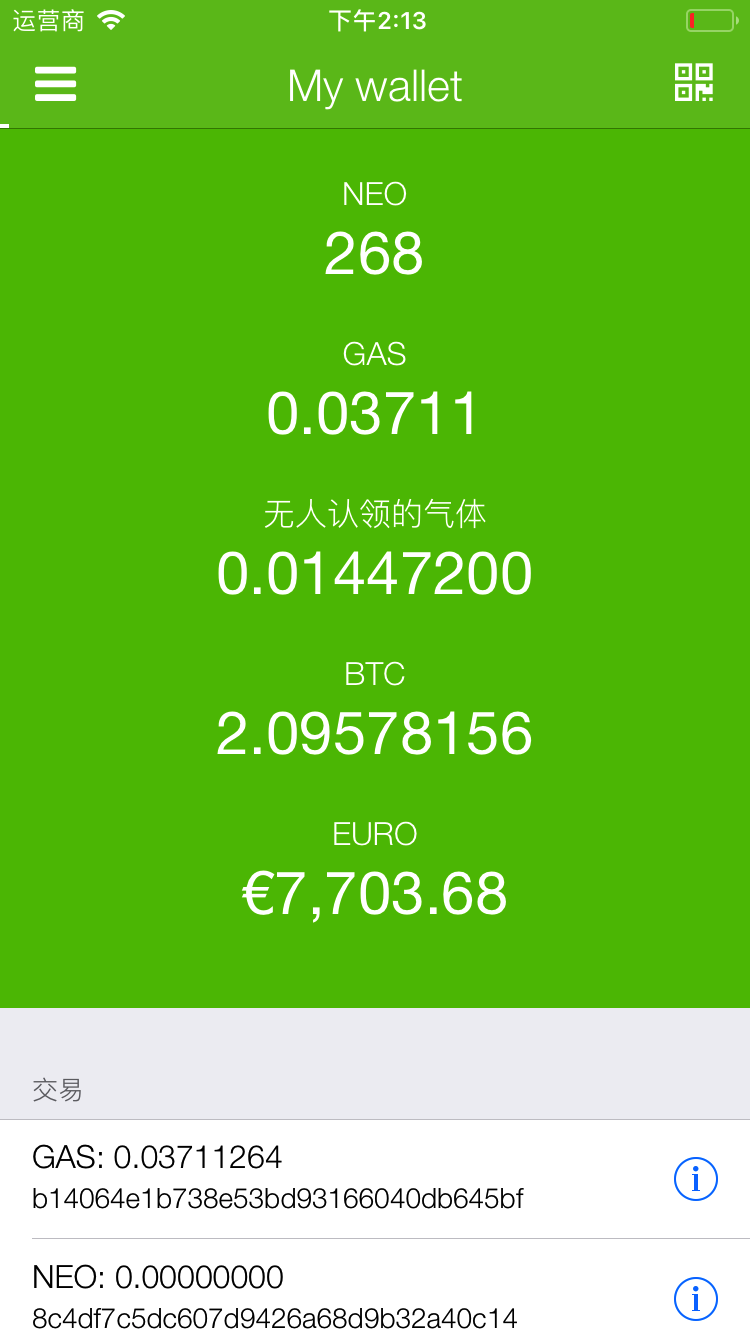 运营商
下午2:13
My wallet
NEO
268
GAS
0.03711
无人认领的气体
0.01447200
BTC
2.09578156
EURO
€7,703.68
交易
GAS: 0.03711264
b14064e1b738e53bd93166040db645bf
NEO: 0.00000000
8c4df7c5dc607d9426a68d9b32a40c14